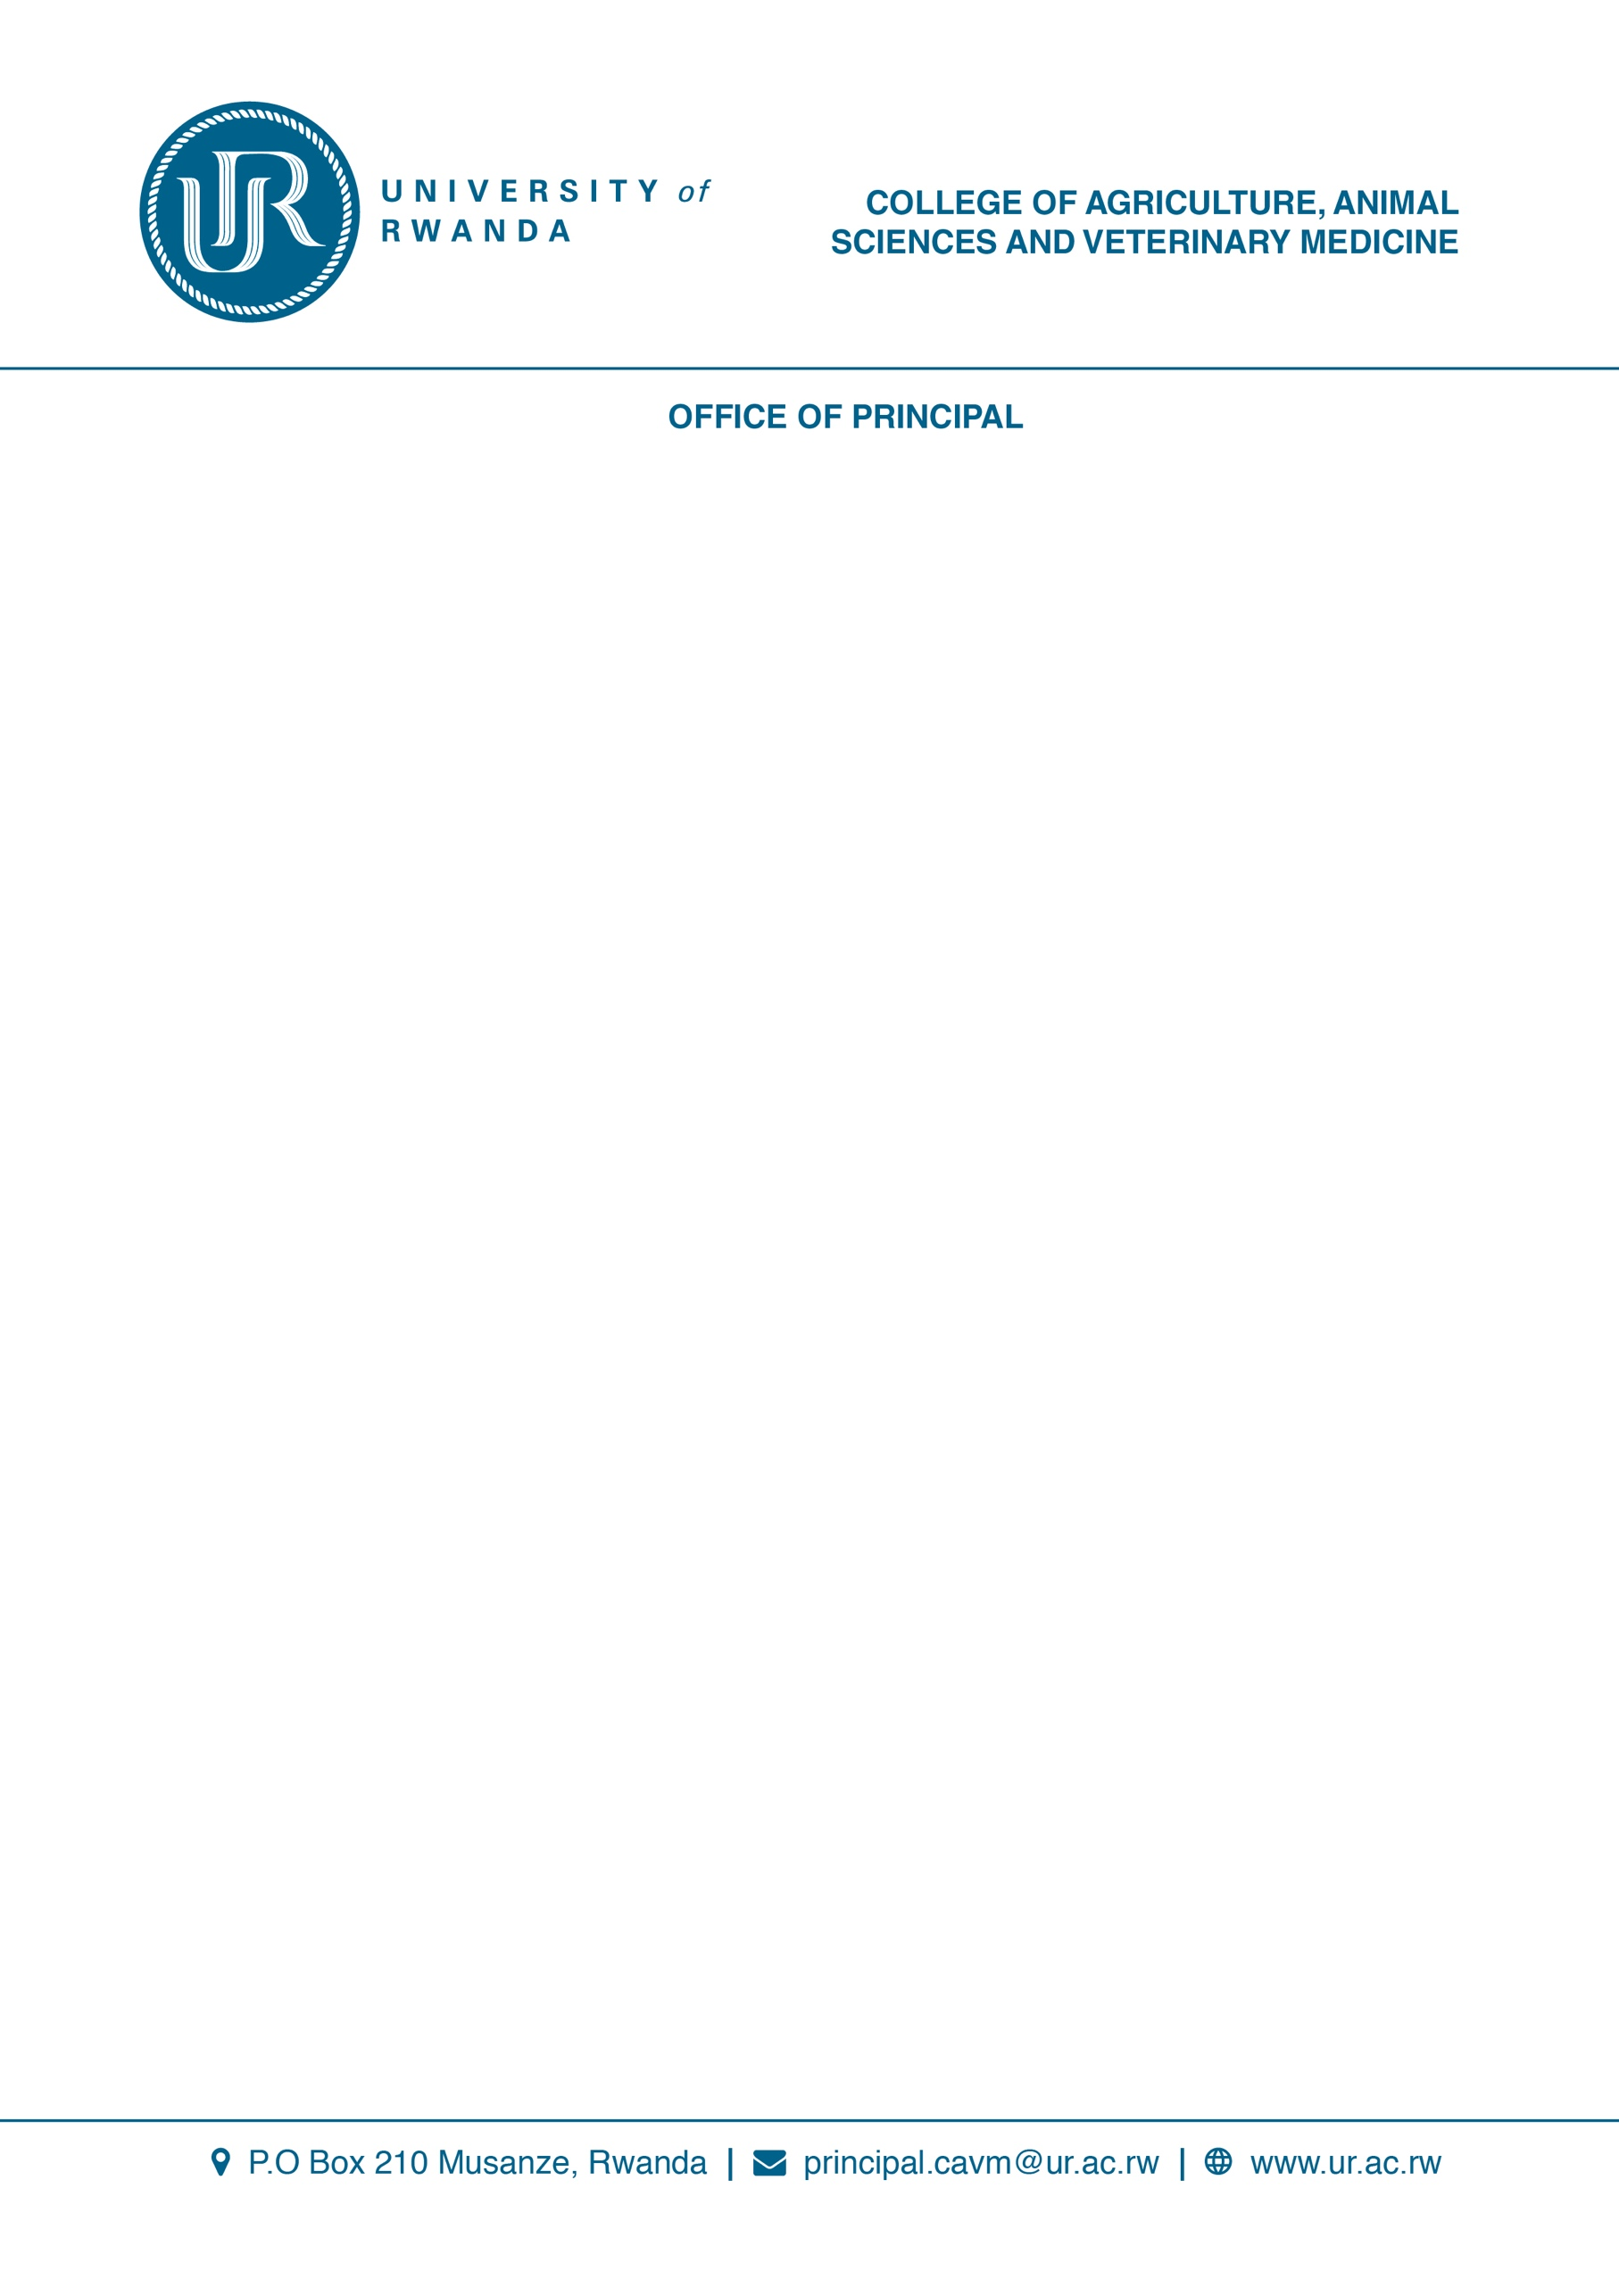 UR
UNIVERSITY of
RWANDA
COLLEGE OF AGRICULTURE, ANIMAL
SCIENCES AND VETERINARY MEDICINE
OFFICE OF PRINCIPAL
P.O Box 210 Musanze, Rwanda | principal.cavm@ur.ac.rw | www.ur.ac.rw